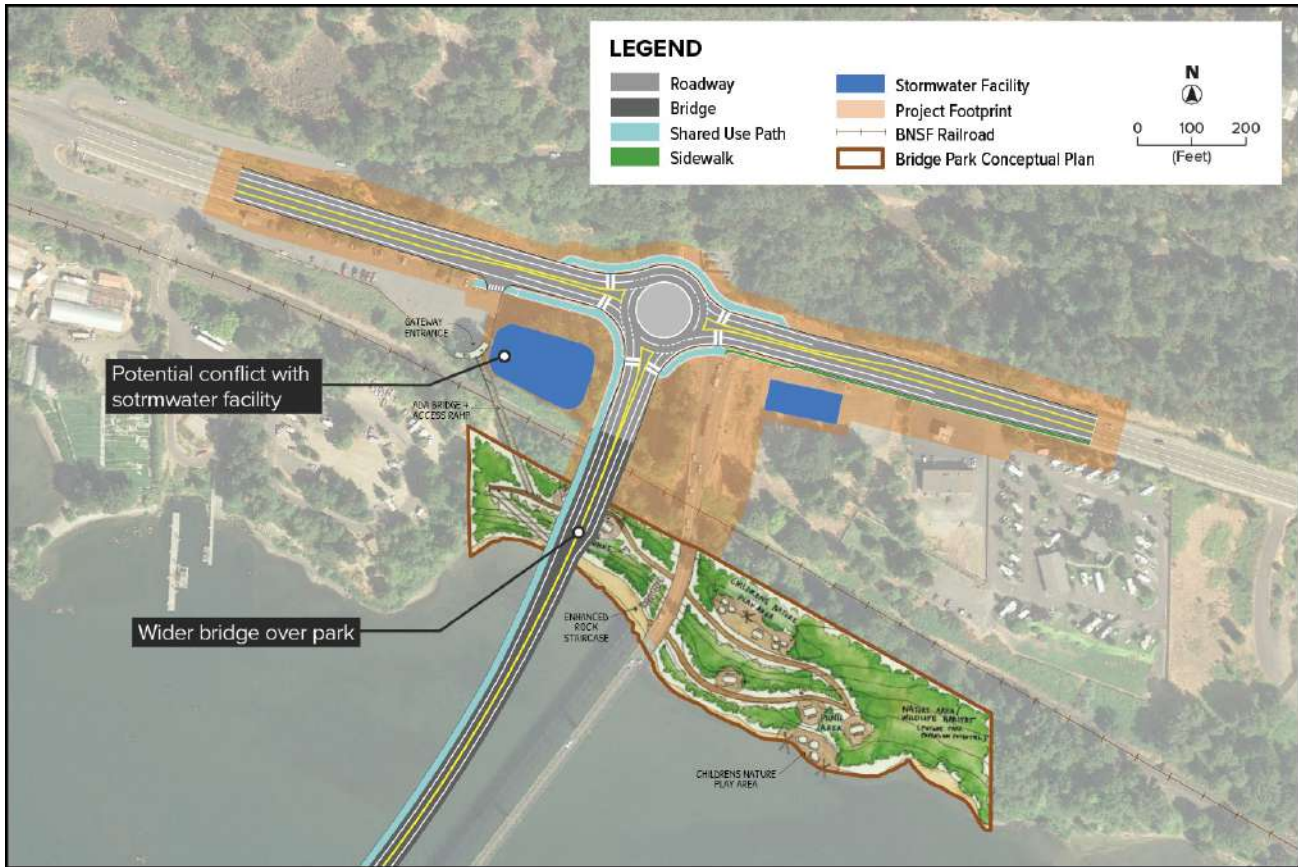 LEGEND
Roadway
Bridge
Shared Use Path
Sidewalk
Stormwater Facility
Project Footprint
BNSF Railroad
Bridge Park Conceptual Plan
N
0 100 200
(Feet)
GATEWAY
ENTRANCE
Potential conflict with
sotrmwater facility
ADA BRIDGE +
ACCESS RAMP
Wider bridge over park
ENHANCED
ROCK
STAIRCASE
CHILDRENS NATURE
PLAY AREA
NATURE AREA/
WILDLIFE HABITAT
PICNIC
AREA
CHILDRENS NATURE
PLAY AREA